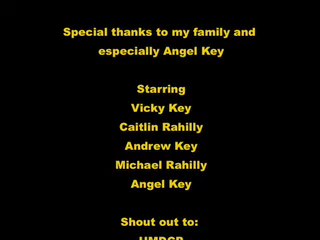 Special thanks to my family and
especially Angel Key
Starring
Vicky Key
Caitlin Rahilly
Andrew Key
Michael Rahilly
Angel Key
Shout out to: